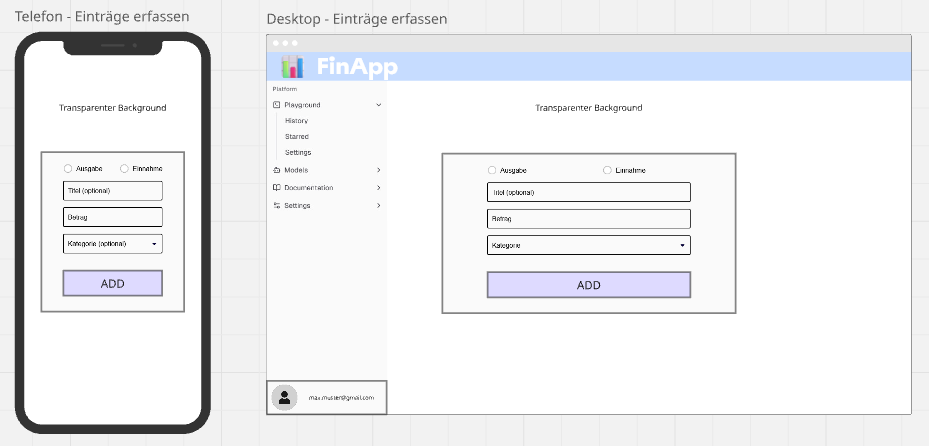 Telefon - Einträge erfassen
Transparenter Background
Ausgabe Einnahme
Titel (optional)
Betrag
Kategorie (optional)
ADD
Desktop - Einträge erfassen
FinApp
Platform
Playground
History
Starred
Settings
Models
Documentation
Settings
max.muster@gmail.com
Transparenter Background
Ausgabe Einnahme
Titel (optional)
Betrag
Kategorie
ADD